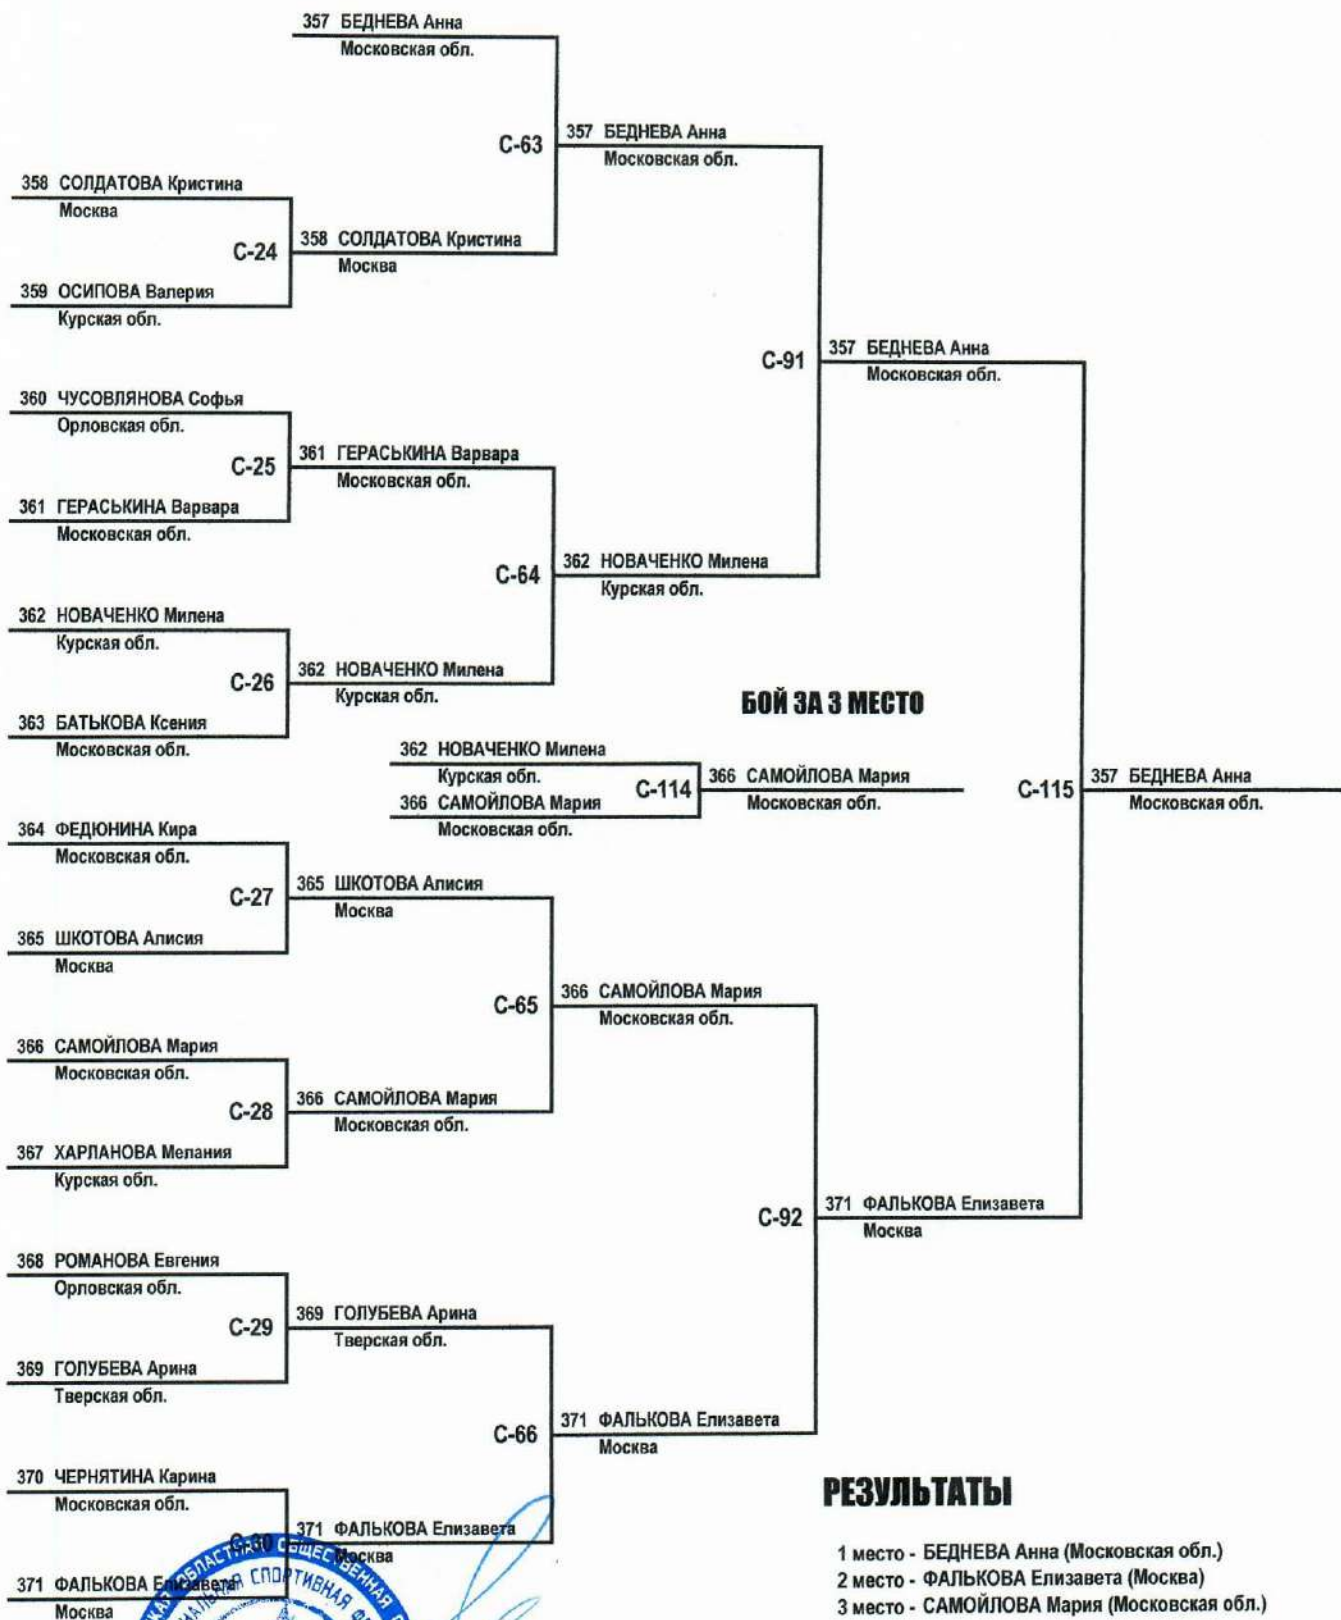 357 БЕДНЕВА Анна
Московская обл.
С-63
357 БЕДНЕВА Анна
Московская обл.
358 СОЛДАТОВА Кристина
Москва
С-24
358 СОЛДАТОВА Кристина
Москва
359 ОСИПОВА Валерия
Курская обл.
С-91
357 БЕДНЕВА Анна
Московская обл.
360 ЧУСОВЛЯНОВА Софья
Орловская обл.
С-25
361 ГЕРАСЬКИНА Варвара
Московская обл.
361 ГЕРАСЬКИНА Варвара
Московская обл.
С-64
362 НОВАЧЕНКО Милена
Курская обл.
362 НОВАЧЕНКО Милена
Курская обл.
С-26
362 НОВАЧЕНКО Милена
Курская обл.
363 БАТЬКОВА Ксения
Московская обл.
БОЙ ЗА 3 МЕСТО
362 НОВАЧЕНКО Милена
Курская обл.
С-114
366 САМОЙЛОВА Мария
Московская обл.
366 САМОЙЛОВА Мария
Московская обл.
С-115
357 БЕДНЕВА Анна
Московская обл.
364 ФЕДЮНИНА Кира
Московская обл.
С-27
365 ШКОТОВА Алисия
Москва
365 ШКОТОВА Алисия
Москва
С-65
366 САМОЙЛОВА Мария
Московская обл.
366 САМОЙЛОВА Мария
Московская обл.
С-28
366 САМОЙЛОВА Мария
Московская обл.
367 ХАРЛАНОВА Мелания
Курская обл.
С-92
371 ФАЛЬКОВА Елизавета
Москва
368 РОМАНОВА Евгения
Орловская обл.
С-29
369 ГОЛУБЕВА Арина
Тверская обл.
369 ГОЛУБЕВА Арина
Тверская обл.
С-66
371 ФАЛЬКОВА Елизавета
Москва
370 ЧЕРНЯТИНА Карина
Московская обл.
С-30
371 ФАЛЬКОВА Елизавета
Москва
371 ФАЛЬКОВА Елизавета
Москва
РЕЗУЛЬТАТЫ
1 место - БЕДНЕВА Анна (Московская обл.)
2 место - ФАЛЬКОВА Елизавета (Москва)
3 место - САМОЙЛОВА Мария (Московская обл.)
ОБЛАСТНАЯ ОБЩЕСТВЕННАЯ
СПОРТИВНАЯ